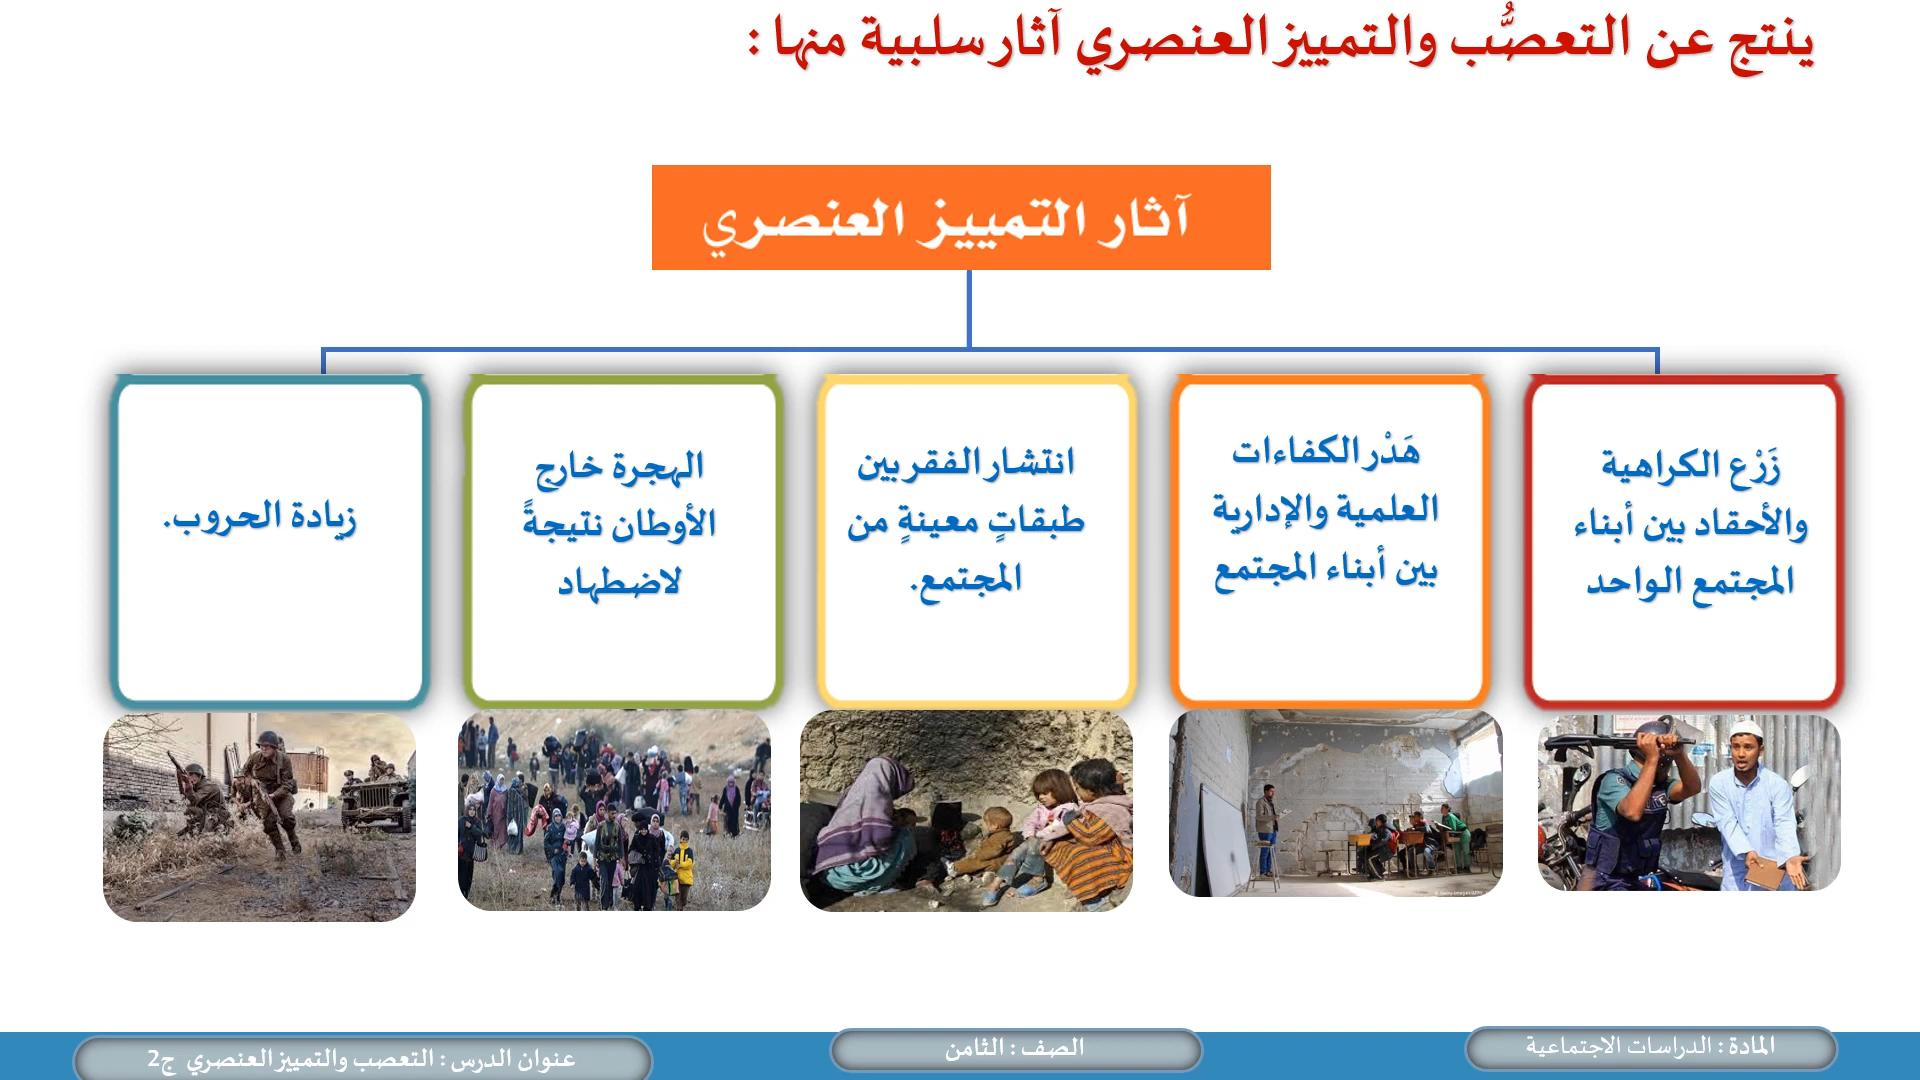 ينتج عن التعصُّب والتمييز العنصري آثار سلبية منها :
آثار التمييز العنصري
زَرْع الكراهية
والأحقاد بين أبناء
المجتمع الواحد
هَدْر الكفاءات
العلمية والإدارية
بين أبناء المجتمع
انتشار الفقر بين
طبقاتٍ معينةٍ من
المجتمع.
الهجرة خارج
الأوطان نتيجةً
لاضطهاد
زيادة الحروب.
المادة : الدراسات الاجتماعية
الصف : الثامن
عنوان الدرس : التعصب والتمييز العنصري ج2